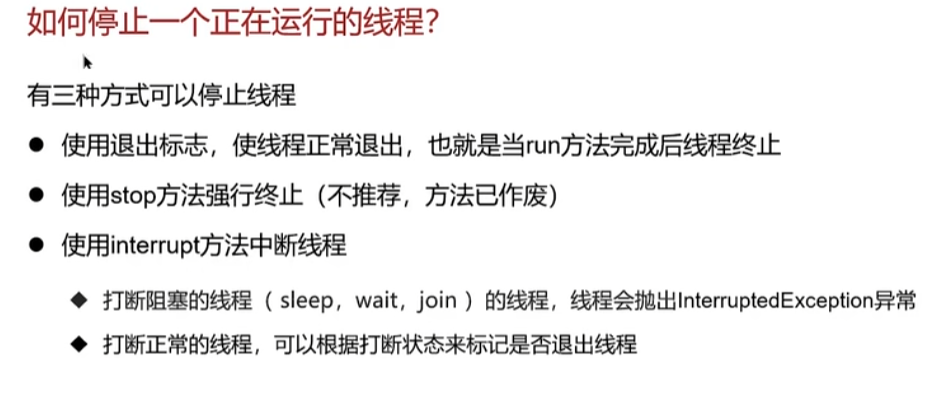 如何停止一个正在运行的线程？
有三种方式可以停止线程
● 使用退出标志，使线程正常退出，也就是当run方法完成后线程终止
● 使用stop方法强行终止（不推荐，方法已作废）
● 使用interrupt方法中断线程
◆ 打断阻塞的线程（ sleep，wait，join ）的线程，线程会抛出InterruptedException异常
◆ 打断正常的线程，可以根据打断状态来标记是否退出线程